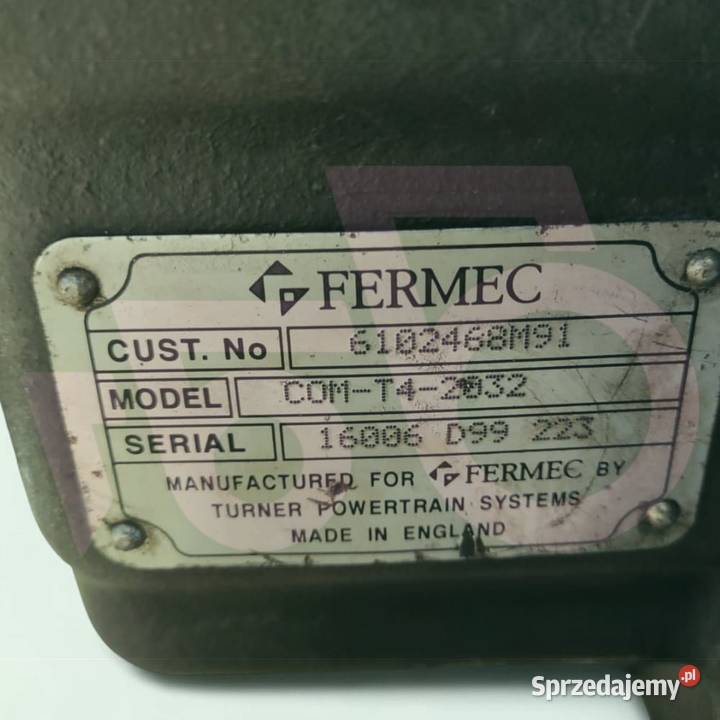 FERMEC
CUST. No 6102468M91
MODEL COM-T4-2032
SERIAL 16006 D99 223
MANUFACTURED FOR FERMEC BY
TURNER POWERTRAIN SYSTEMS
MADE IN ENGLAND
Sprzedajemy.pl